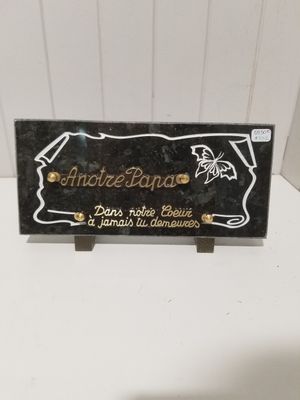 A notre Papa
Dans notre Coeur
à jamais tu demeures